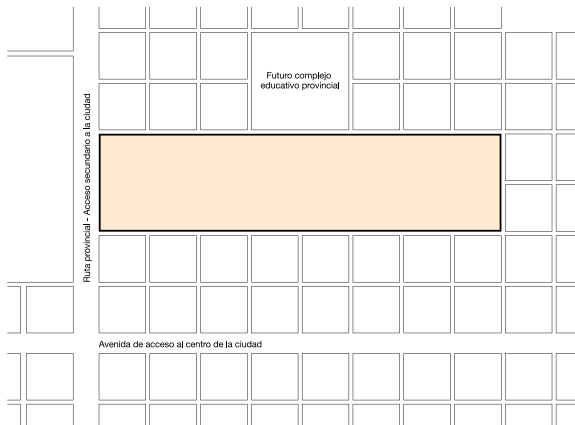 Futuro complejo
educativo provincial
Ruta provincial - Acceso secundario a la ciudad
Avenida de acceso al centro de la ciudad